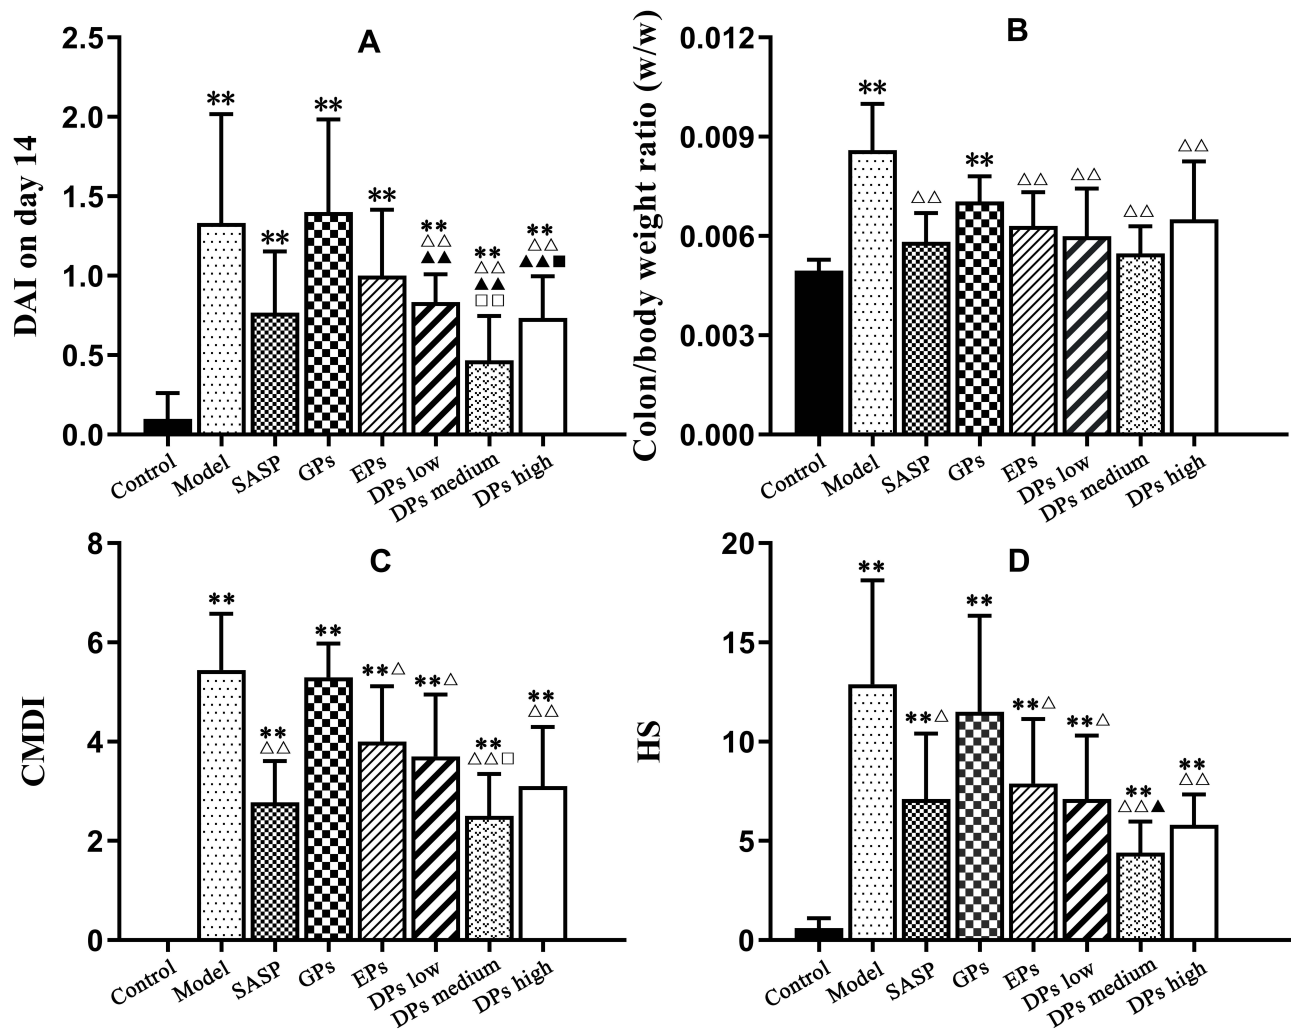 A
DAI on day 14
2.5
2.0
1.5
1.0
0.5
0.0
**
**
**
**
**
△△
▲▲
**
△△
▲▲
□□
**
△△
▲▲■
Control
Model
SASP
GPs
EPs
DPs low
DPs medium
DPs high
B
Colon/body weight ratio (w/w)
0.012
0.009
0.006
0.003
0.000
**
△△
**
△△
△△
△△
△△
Control
Model
SASP
GPs
EPs
DPs low
DPs medium
DPs high
C
CMDI
8
6
4
2
0
**
**
△△
**
**△
**△
**
△△□
**
△△
Control
Model
SASP
GPs
EPs
DPs low
DPs medium
DPs high
D
HS
20
15
10
5
0
**
**△
**
**△
**△
**
△△▲
**
△△
Control
Model
SASP
GPs
EPs
DPs low
DPs medium
DPs high